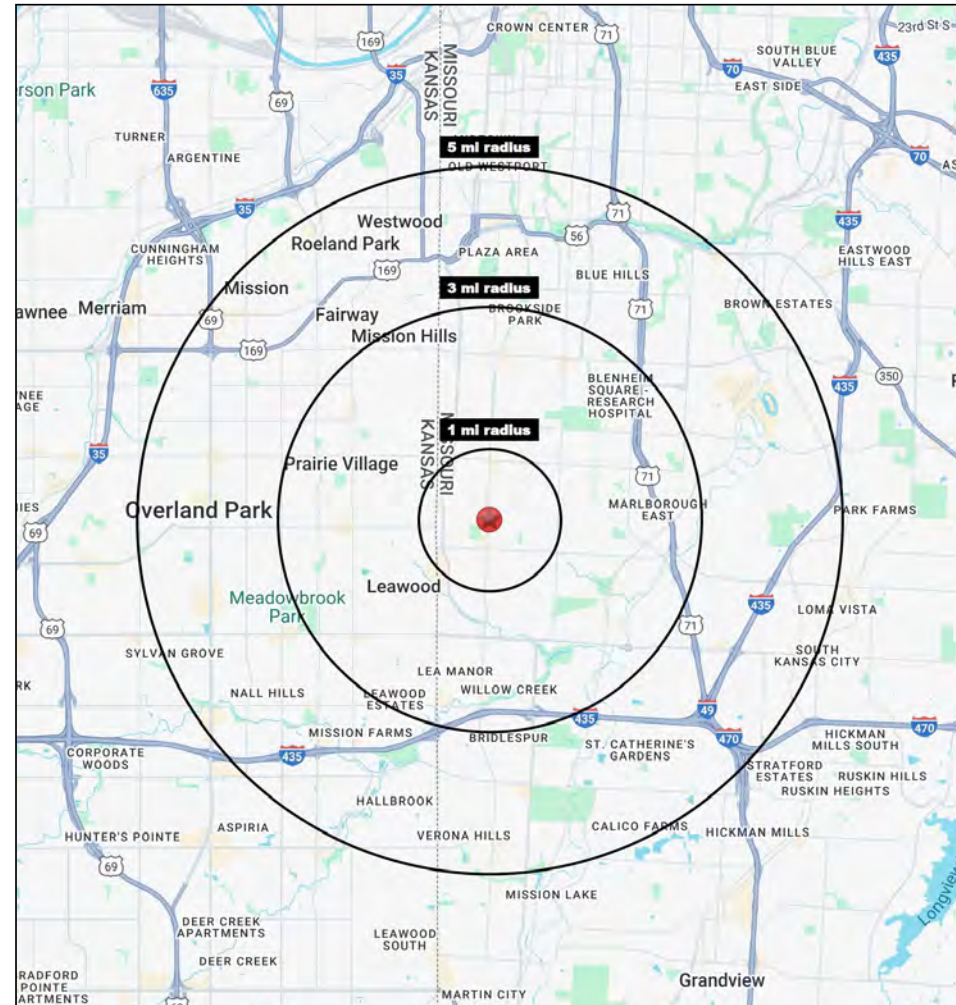 CROWN CENTER
71
23rd St S
169
MISSOURI
KANSAS
435
SOUTH BLUE
VALLEY
70
35
EAST SIDE
rson Park
635
69
TURNER
ARGENTINE
5 mi radius
OLD WESTPORT
70
AS
35
Westwood
71
435
Roeland Park
56
PLAZA AREA
CUNNINGHAM
HEIGHTS
EASTWOOD
HILLS EAST
169
BLUE HILLS
Mission
3 mi radius
awnee
Merriam
Fairway
BROOKSIDE
PARK
71
BROWN ESTATES
69
Mission Hills
169
BLENHEIM
SQUARE -
RESEARCH
HOSPITAL
350
435
NEE
AGE
1 mi radius
MISSOURI
KANSAS
35
Prairie Village
71
Overland Park
MARLBOROUGH
EAST
PARK FARMS
IES
69
Leawood
Meadowbrook
Park
435
LOMA VISTA
69
71
SYLVAN GROVE
SOUTH
KANSAS CITY
LEA MANOR
RK
NALL HILLS
LEAWOOD
ESTATES
WILLOW CREEK
49
435
MISSION FARMS
BRIDLESPUR
470
470
HICKMAN
MILLS SOUTH
CORPORATE
WOODS
435
ST. CATHERINE'S
GARDENS
STRATFORD
ESTATES
RUSKIN HILLS
RUSKIN HEIGHTS
HALLBROOK
HUNTER'S POINTE
ASPIRIA
VERONA HILLS
CALICO FARMS
HICKMAN MILLS
69
MISSION LAKE
Longview
DEER CREEK
APARTMENTS
LEAWOOD
SOUTH
DEER CREEK
RADFORD
POINTE
ARTMENTS
Grandview
MARTIN CITY